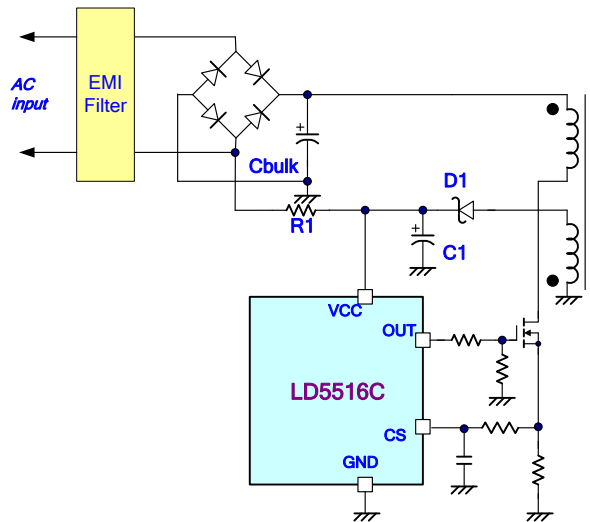 AC
input
EMI
Filter
+
Cbulk
R1
D1
+
C1
VCC
OUT
LD5516C
CS
GND